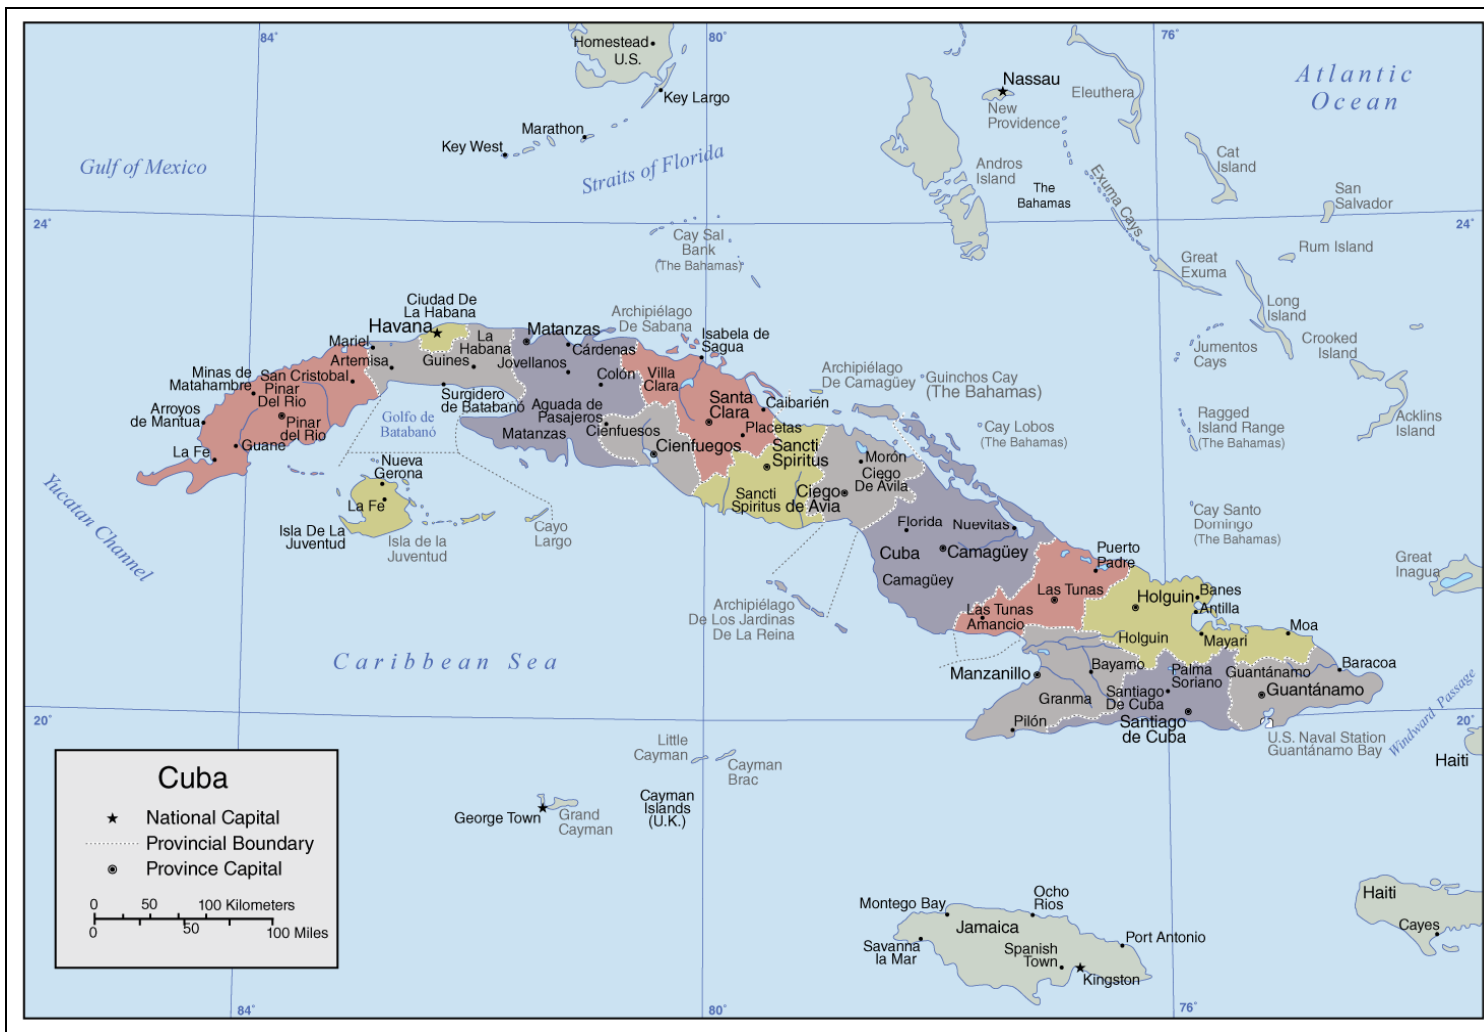 84°
80°
76°
Homestead
U.S.
Key Largo
Marathon
Key West
Nassau
New
Providence
Eleuthera
Atlantic
Ocean
Gulf of Mexico
Straits of Florida
Andros
Island
The
Bahamas
Exuma Cays
Cat
Island
San
Salvador
24°
24°
Cay Sal
Bank
(The Bahamas)
Great
Exuma
Rum Island
Long
Island
Crooked
Island
Jumentos
Cays
Acklins
Island
Ragged
Island Range
(The Bahamas)
Ciudad De
La Habana
Havana
Mariel
Artemisa
La
Habana
Guines
Matanzas
Cárdenas
Jovellanos
Colón
Archipiélago
De Sabana
Isabela de
Sagua
Villa
Clara
Archipiélago
De Camagüey
Guinchos Cay
(The Bahamas)
Cay Lobos
(The Bahamas)
Minas de
Matahambre
San Cristobal
Pinar
Del Rio
Pinar
del Rio
Arroyos
de Mantua
La Fe
Guane
Surgidero
de Batabanó
Golfo de
Batabanó
Aguada de
Pasajeros
Matanzas
Cienfuesos
Cienfuegos
Santa
Clara
Placetas
Caibarién
Sancti
Spiritus
Sancti
Spiritus
Morón
Ciego
De Avila
Ciego
de Avia
Nueva
Gerona
La Fe
Isla De La
Juventud
Isla de la
Juventud
Cayo
Largo
Yucatan Channel
Florida
Nuevitas
Cuba
Camagüey
Camagüey
Cay Santo
Domingo
(The Bahamas)
Great
Inagua
Puerto
Padre
Las Tunas
Las Tunas
Amancio
Archipiélago
De Los Jardinas
De La Reina
Holguin
Holguin
Banes
Antilla
Mayari
Moa
Baracoa
Caribbean Sea
Manzanillo
Bayamo
Granma
Pilón
Palma
Soriano
Santiago
De Cuba
Santiago
de Cuba
Guantánamo
Guantánamo
U.S. Naval Station
Guantánamo Bay
Windward Passage
20°
20°
Haiti
Little
Cayman
Cayman
Brac
Cayman
Islands
(U.K.)
George Town
Grand
Cayman
Cuba
National Capital
Provincial Boundary
Province Capital
0 50 100 Kilometers
0 50 100 Miles
Montego Bay
Ocho
Rios
Jamaica
Savanna
la Mar
Spanish
Town
Kingston
Port Antonio
Haiti
Cayes
84°
80°
76°